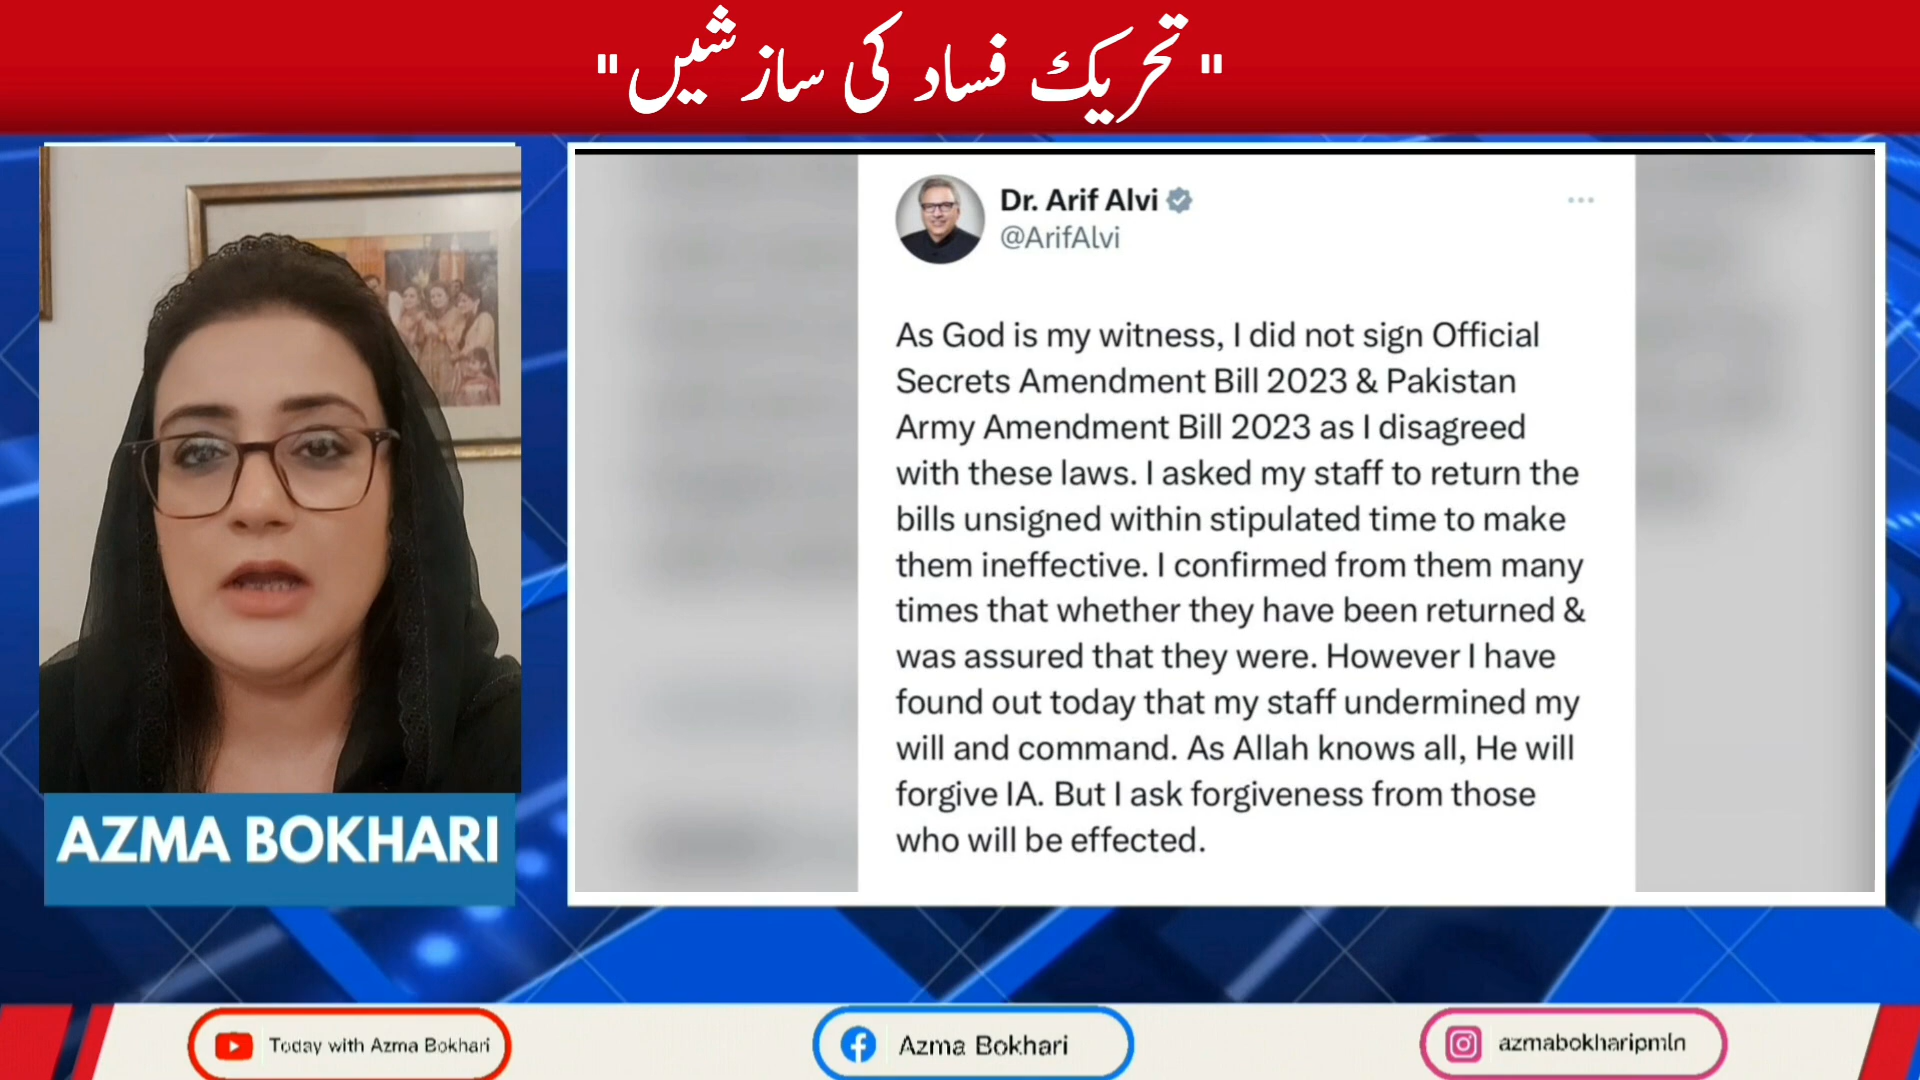 "تحریک فساد کی سازشیں"
Dr. Arif Alvi
@ArifAlvi
As God is my witness, I did not sign Official
Secrets Amendment Bill 2023 & Pakistan
Army Amendment Bill 2023 as I disagreed
with these laws. I asked my staff to return the
bills unsigned within stipulated time to make
them ineffective. I confirmed from them many
times that whether they have been returned &
was assured that they were. However I have
found out today that my staff undermined my
will and command. As Allah knows all, He will
forgive IA. But I ask forgiveness from those
who will be effected.
AZMA BOKHARI
Today with Azma Bokhari
Azma Bokhari
azmabokharipmln